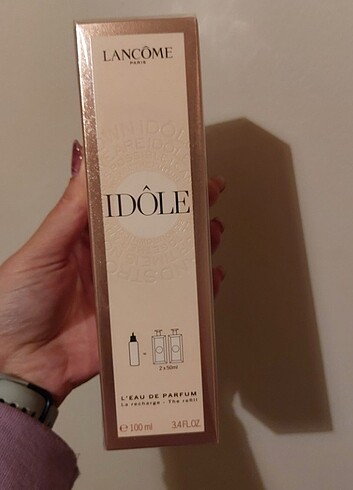 LANCÔME
PARIS
IDÔLE
=
2 x 50ml
L'EAU DE PARFUM
La recharge - The refill
℮ 100 ml 3.4 FL.OZ.